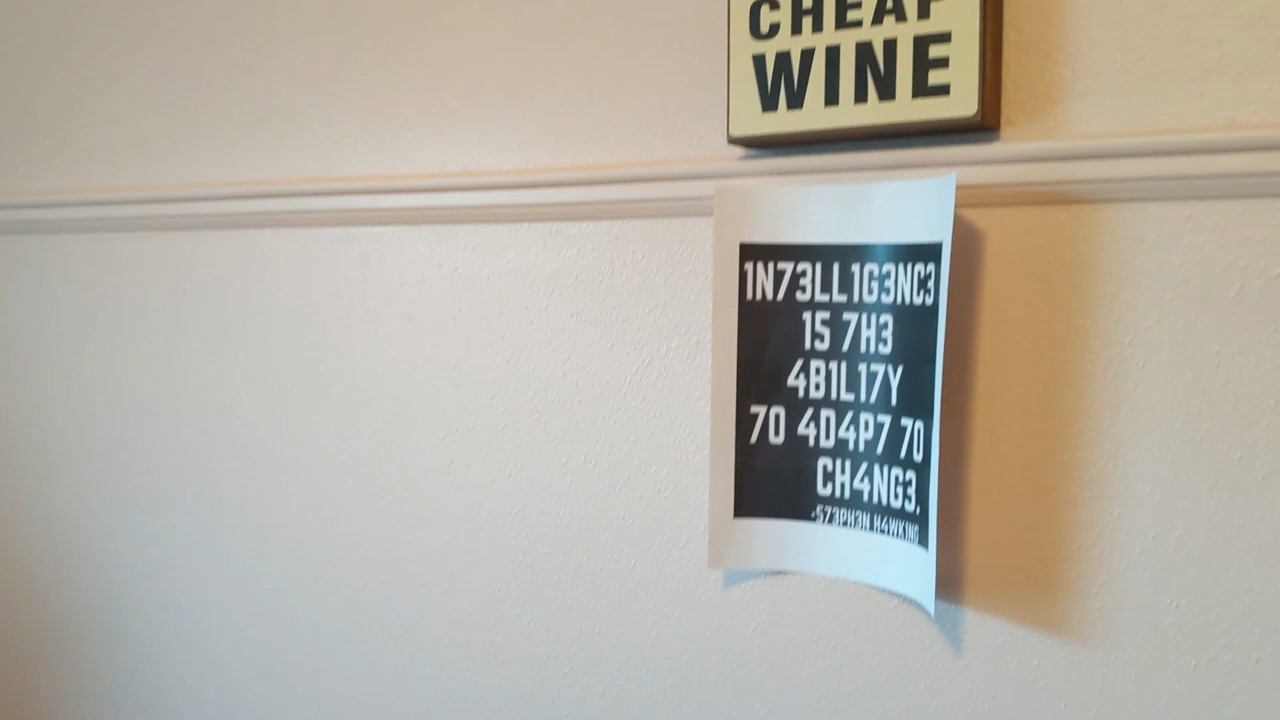 CHEAP
WINE
1N73LL1G3NC3
15 7H3
4B1L17Y
70 4D4P7 70
CH4NG3.
-573PH3N H4WK1NG